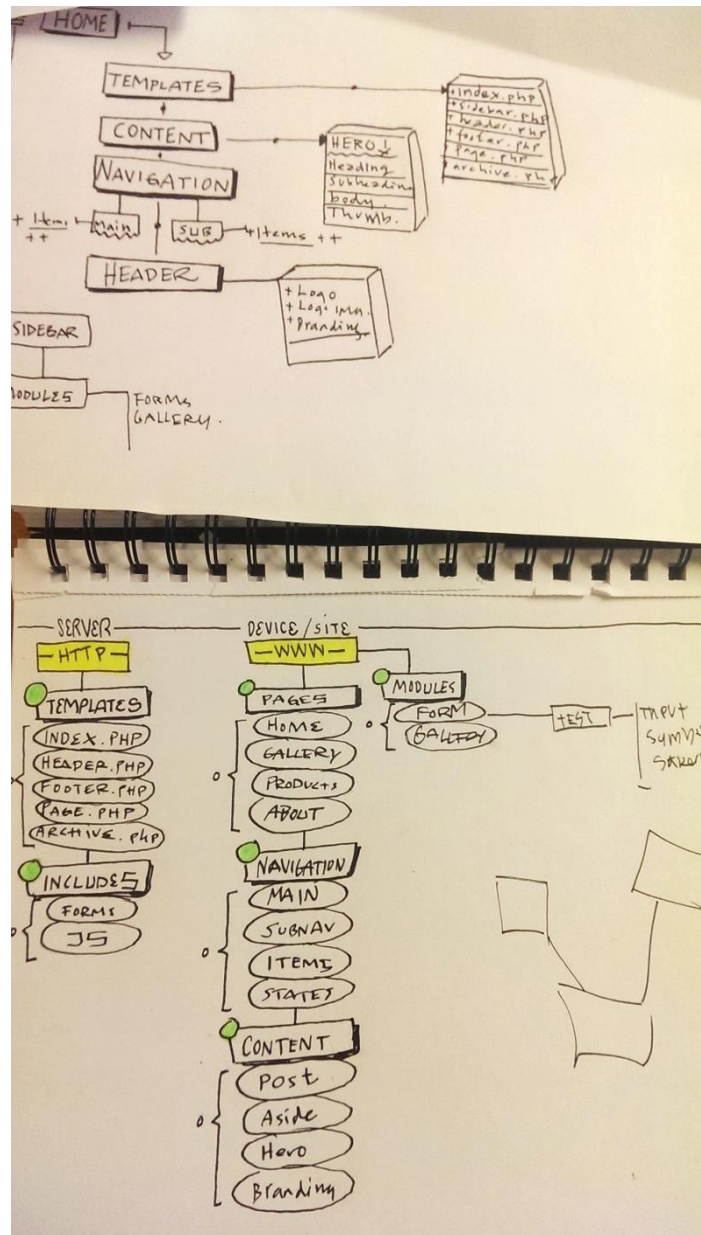 HOME
TEMPLATES
+index.php
+sidebar.php
+header.php
+footer.php
+page.php
+archive.ph
CONTENT
HERO
Heading
Subheading
body.
Thumb.
NAVIGATION
+ Item
++
Main
SUB
+Items ++
HEADER
+ Logo
+ Logo
+ Branding
SIDEBAR
MODULES
FORMS
GALLERY.
SERVER
HTTP
TEMPLATES
INDEX.PHP
HEADER.PHP
FOOTER.PHP
PAGE.PHP
ARCHIVE.PHP
INCLUDES
FORMS
JS
DEVICE/SITE
WWW
PAGES
HOME
GALLERY
PRODUCTS
ABOUT
NAVIGATION
MAIN
SUBNAV
ITEMS
STATES
CONTENT
Post
Aside
Hero
Branding
MODULES
FORM
GALLERY
TEST
INPUT